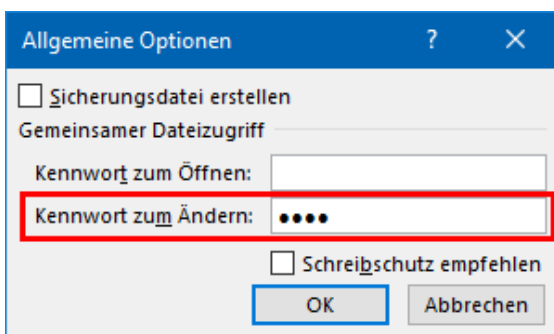 Allgemeine Optionen ? ×
Sicherungsdatei erstellen
Gemeinsamer Dateizugriff
Kennwort zum Öffnen:
Kennwort zum Ändern: ••••
Schreibschutz empfehlen
OK Abbrechen